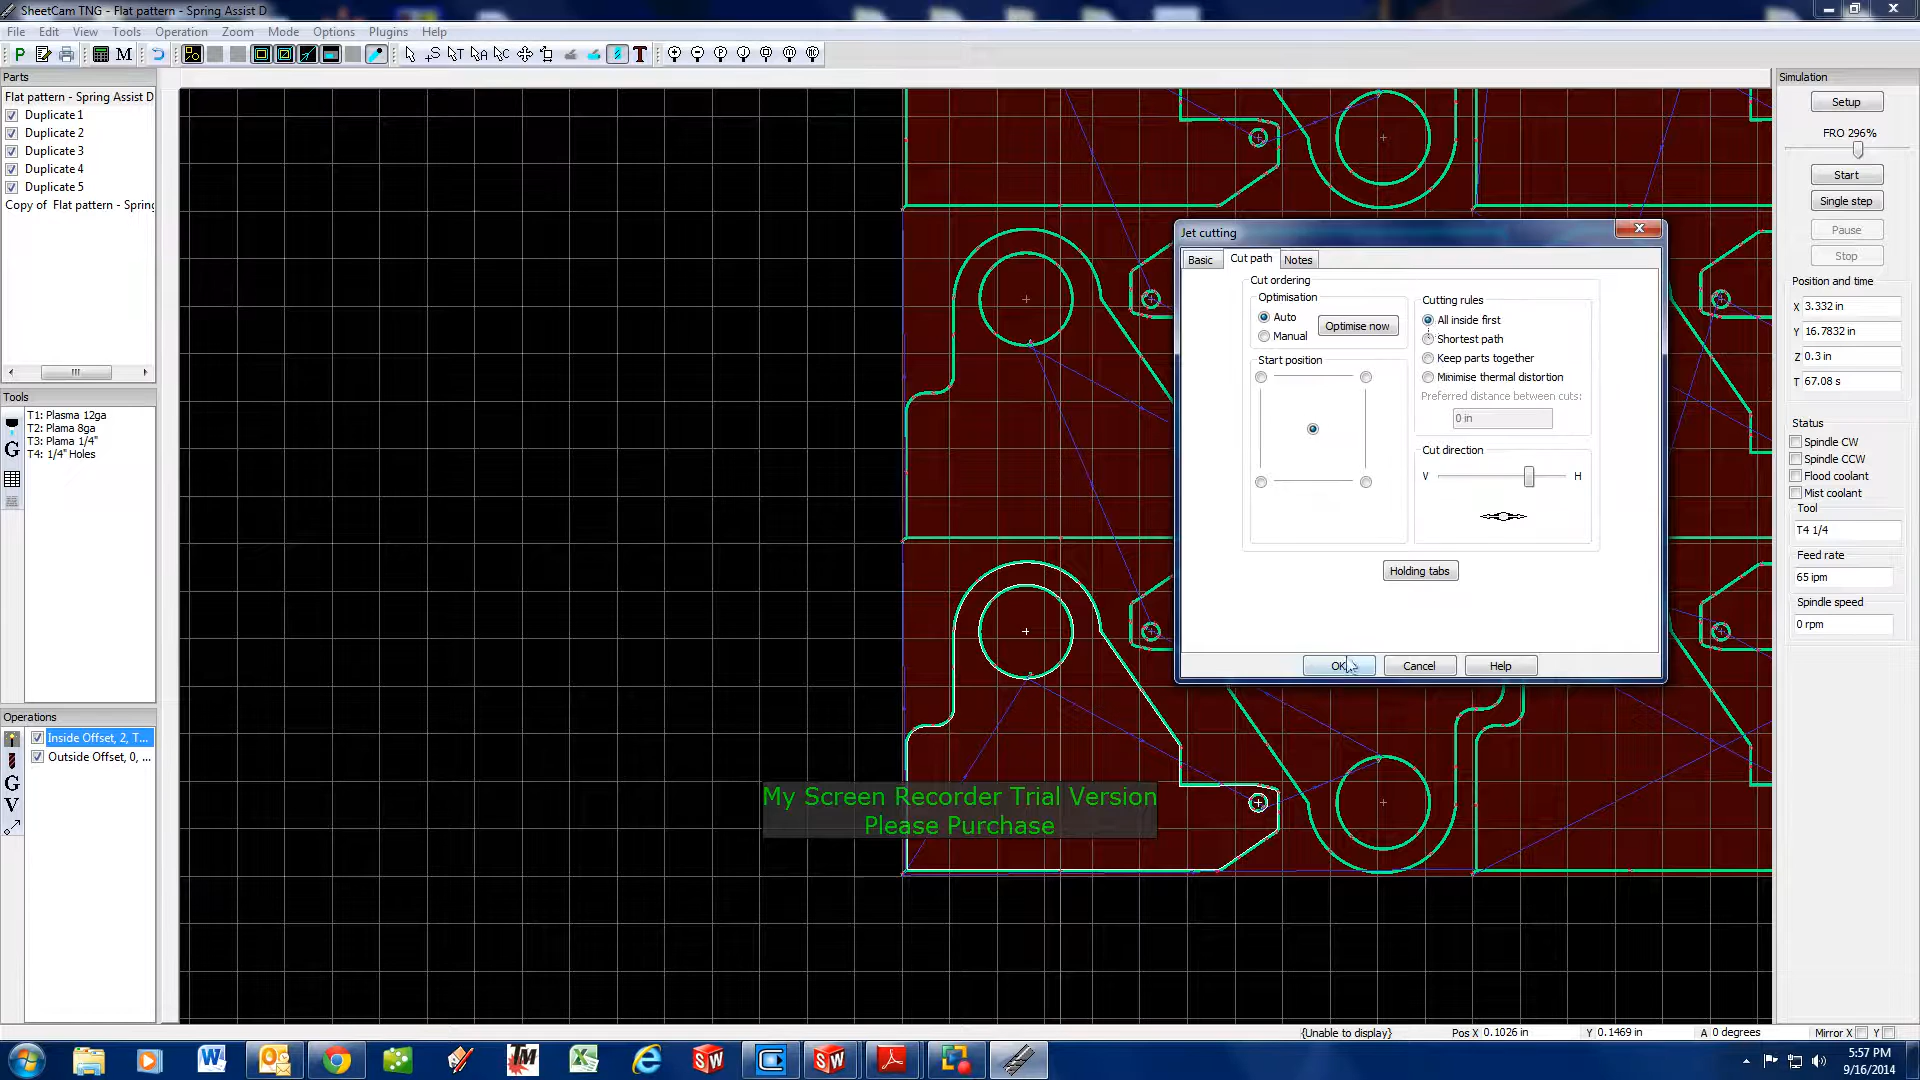 SheetCam TNG - Flat pattern - Spring Assist D
File Edit View Tools Operation Zoom Mode Options Plugins Help
Parts
Flat pattern - Spring Assist D
Duplicate 1
Duplicate 2
Duplicate 3
Duplicate 4
Duplicate 5
Copy of Flat pattern - Spring
Tools
T1: Plasma 12ga
T2: Plasma 8ga
T3: Plama 1/4"
T4: 1/4" Holes
Operations
Inside Offset, 2, T...
Outside Offset, 0, ...
Jet cutting
Basic Cut path Notes
Cut ordering
Optimisation
Auto
Optimise now
Manual
Start position
Cutting rules
All inside first
Shortest path
Keep parts together
Minimise thermal distortion
Preferred distance between cuts:
0 in
Cut direction
V H
Holding tabs
OK Cancel Help
My Screen Recorder Trial Version
Please Purchase
Simulation
Setup
FRO 296%
Start
Single step
Pause
Stop
Position and time
X 3.332 in
Y 16.7832 in
Z 0.3 in
T 67.08 s
Status
Spindle CW
Spindle CCW
Flood coolant
Mist coolant
Tool
T4 1/4
Feed rate
65 ipm
Spindle speed
0 rpm
{Unable to display} Pos X 0.1026 in Y 0.1469 in A 0 degrees Mirror X Y
5:57 PM
9/16/2014